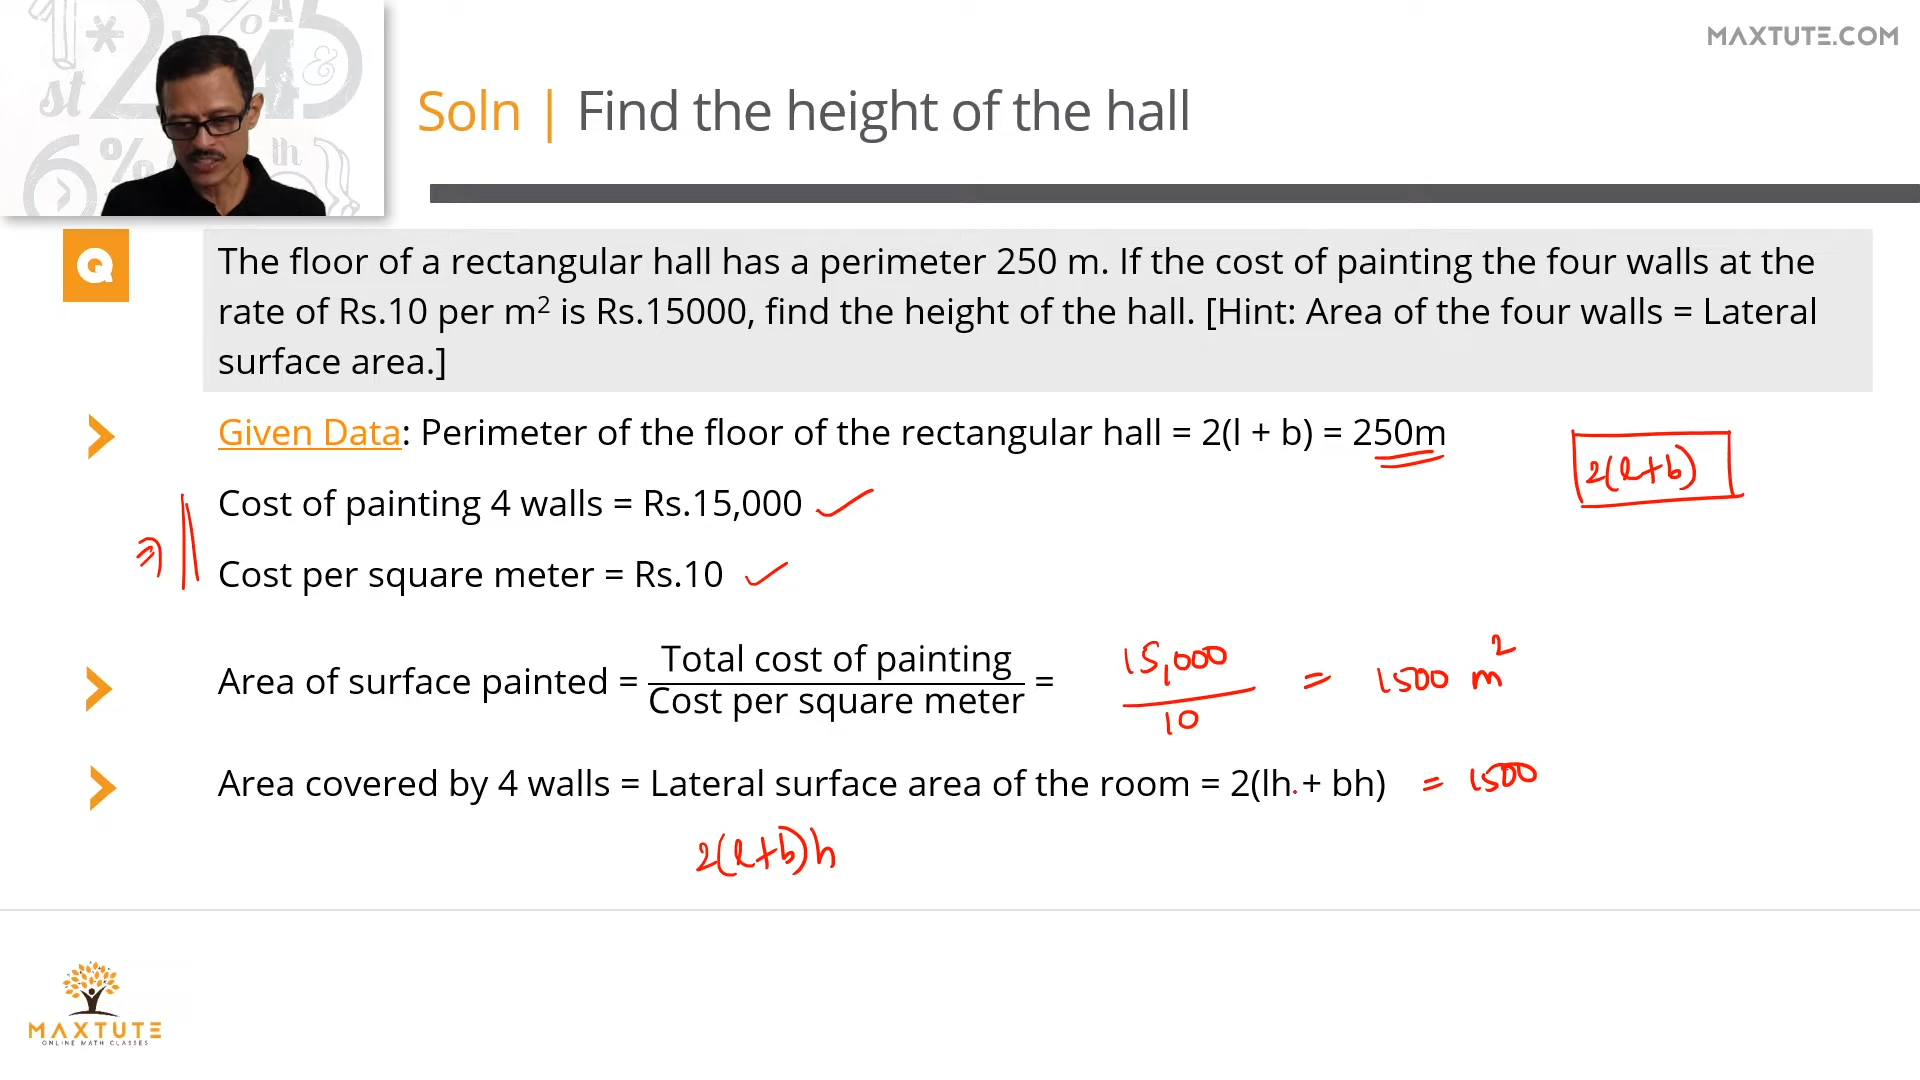 MAXTUTE.COM
Soln | Find the height of the hall
Q
The floor of a rectangular hall has a perimeter 250 m. If the cost of painting the four walls at the
rate of Rs.10 per m² is Rs.15000, find the height of the hall. [Hint: Area of the four walls = Lateral
surface area.]
Given Data: Perimeter of the floor of the rectangular hall = 2(l + b) = 250m
2(l+b)
Cost of painting 4 walls = Rs.15,000 ✓
⇒
Cost per square meter = Rs.10 ✓
Area of surface painted = Total cost of painting / Cost per square meter = 15,000 / 10 = 1500 m²
Area covered by 4 walls = Lateral surface area of the room = 2(lh + bh) = 1500
2(l+b)h
MAXTUTE
ONLINE MATH CLASSES